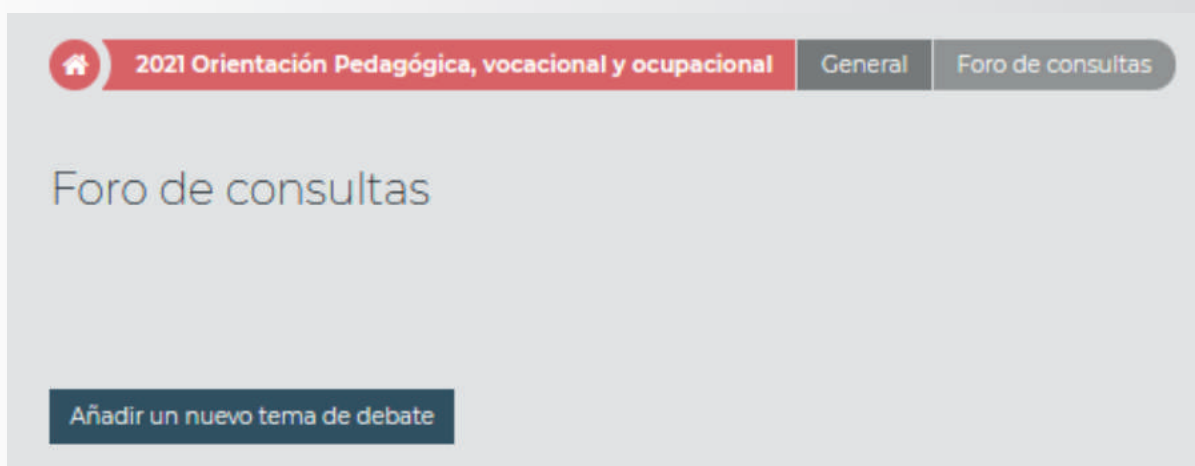 2021 Orientación Pedagógica, vocacional y ocupacional General Foro de consultas
Foro de consultas
Añadir un nuevo tema de debate